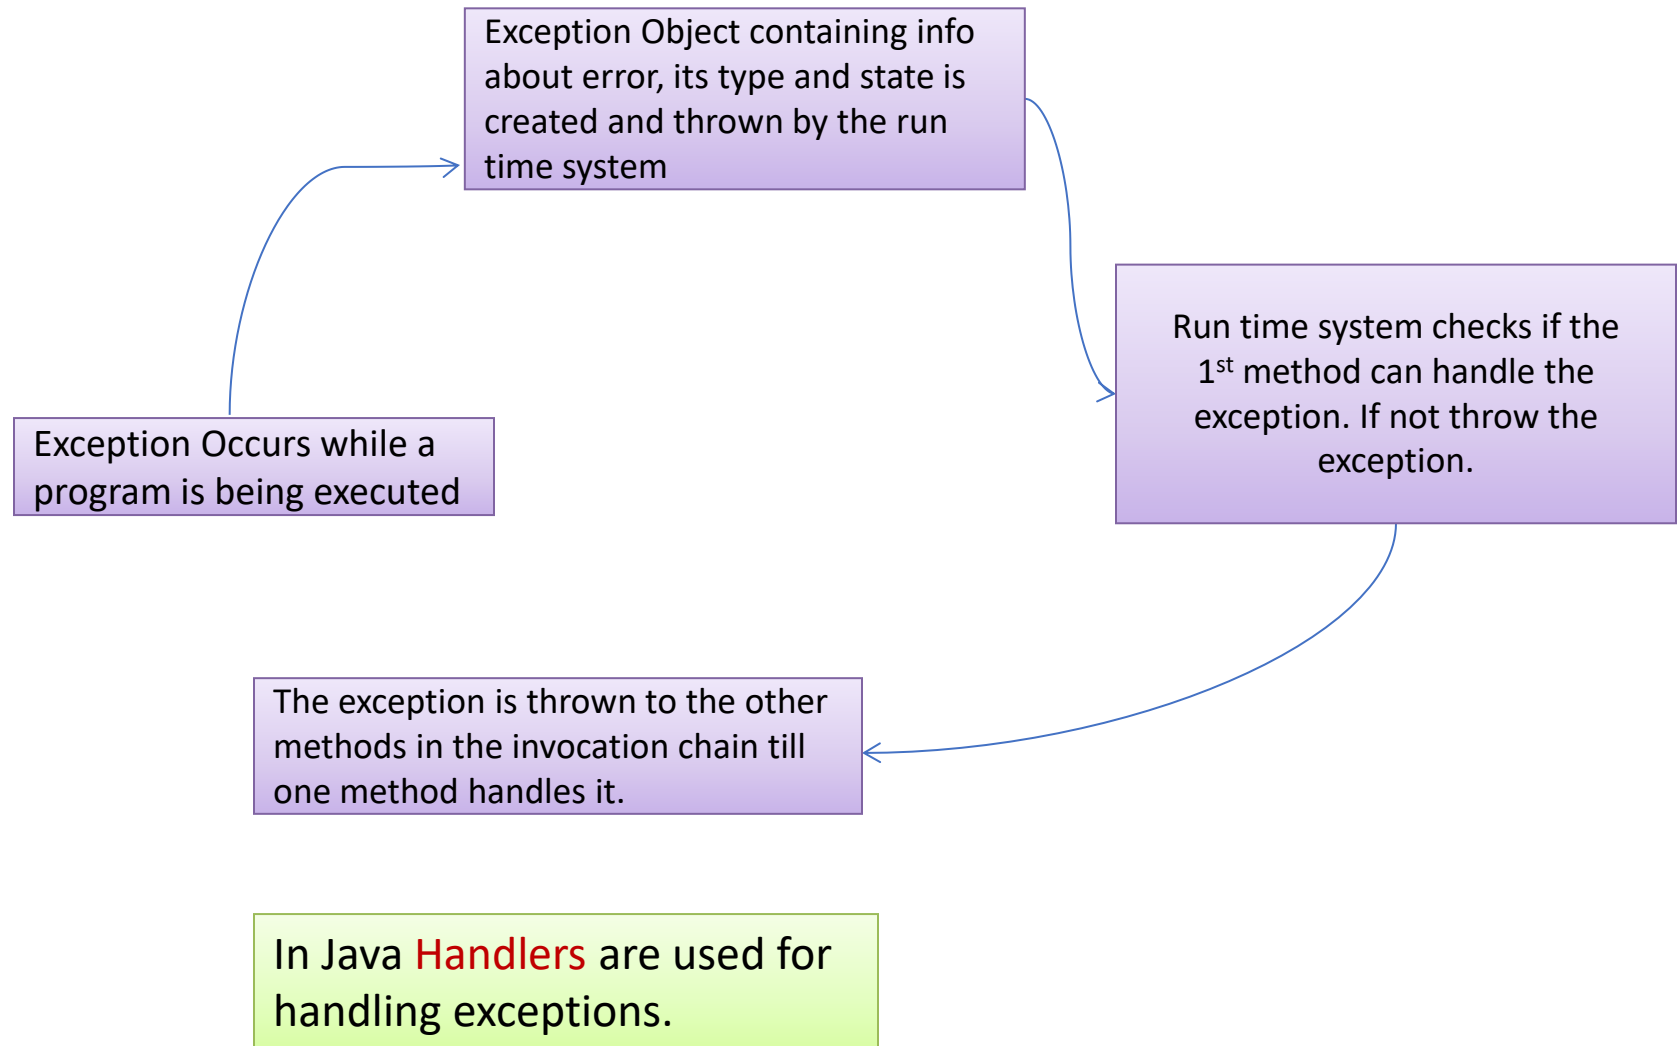 Exception Object containing info
about error, its type and state is
created and thrown by the run
time system
Run time system checks if the
1st method can handle the
exception. If not throw the
exception.
Exception Occurs while a
program is being executed
The exception is thrown to the other
methods in the invocation chain till
one method handles it.
In Java Handlers are used for
handling exceptions.